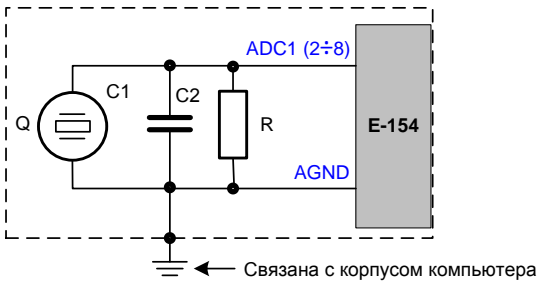 ADC1 (2÷8)
C1
C2
Q
R
E-154
AGND
Связана с корпусом компьютера